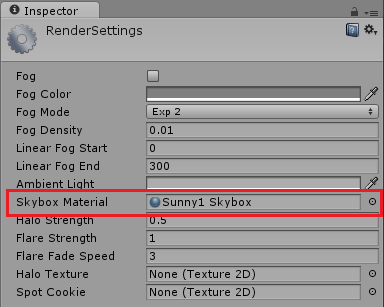 Inspector
RenderSettings
Fog
Fog Color
Fog Mode Exp 2
Fog Density 0.01
Linear Fog Start 0
Linear Fog End 300
Ambient Light
Skybox Material Sunny1 Skybox
Halo Strength 0.5
Flare Strength 1
Flare Fade Speed 3
Halo Texture None (Texture 2D)
Spot Cookie None (Texture 2D)